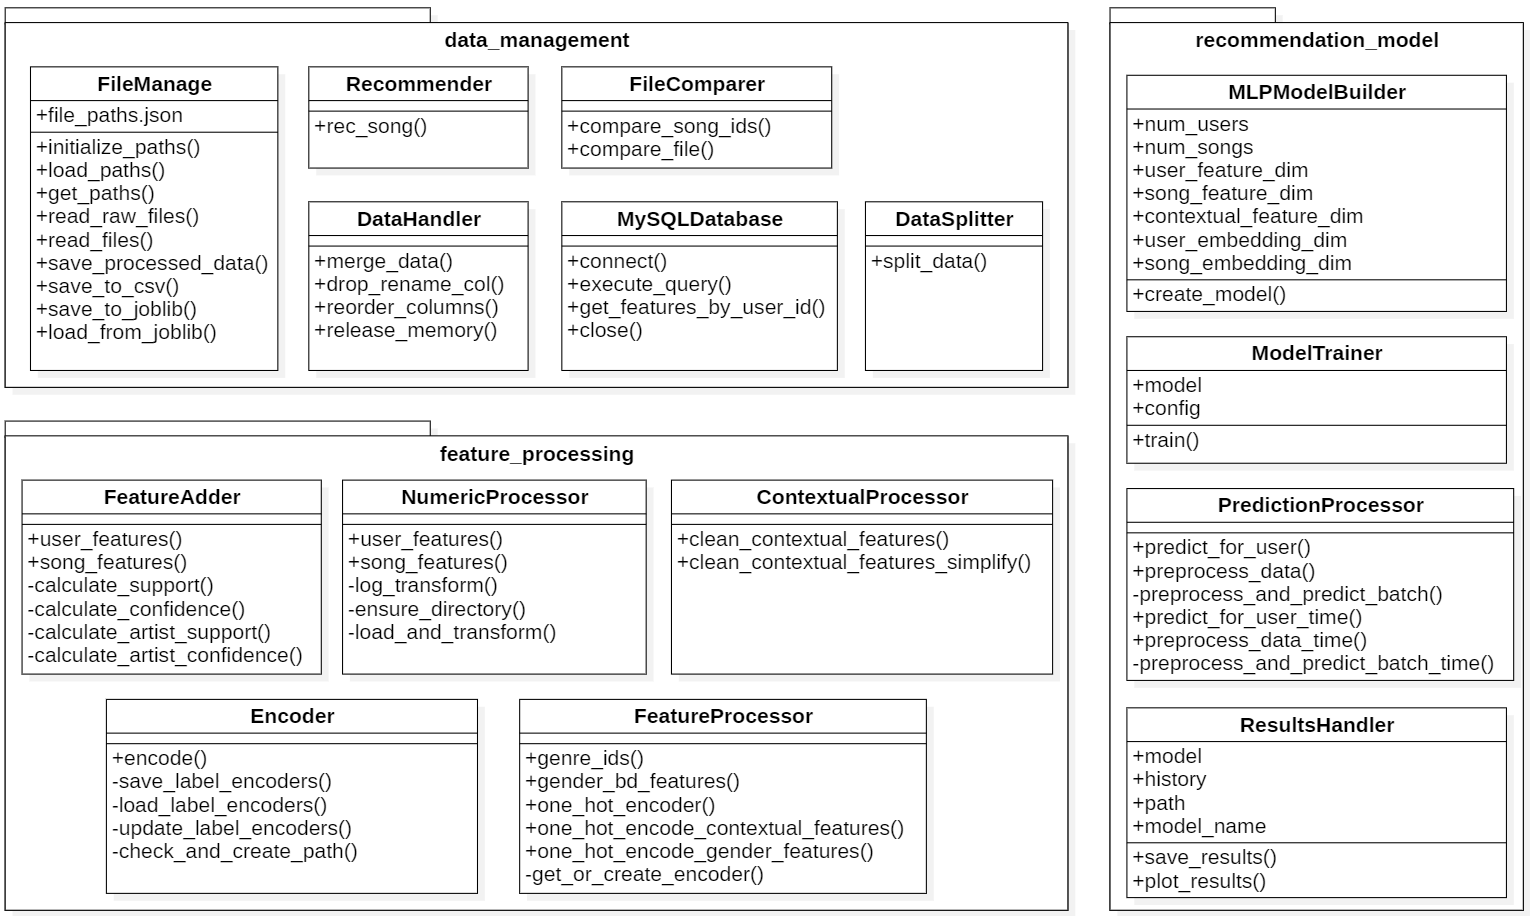 data_management
FileManage
+file_paths.json
+initialize_paths()
+load_paths()
+get_paths()
+read_raw_files()
+read_files()
+save_processed_data()
+save_to_csv()
+save_to_joblib()
+load_from_joblib()
Recommender
+rec_song()
FileComparer
+compare_song_ids()
+compare_file()
DataHandler
+merge_data()
+drop_rename_col()
+reorder_columns()
+release_memory()
MySQLDatabase
+connect()
+execute_query()
+get_features_by_user_id()
+close()
DataSplitter
+split_data()
feature_processing
FeatureAdder
+user_features()
+song_features()
-calculate_support()
-calculate_confidence()
-calculate_artist_support()
-calculate_artist_confidence()
NumericProcessor
+user_features()
+song_features()
-log_transform()
-ensure_directory()
-load_and_transform()
ContextualProcessor
+clean_contextual_features()
+clean_contextual_features_simplify()
Encoder
+encode()
-save_label_encoders()
-load_label_encoders()
-update_label_encoders()
-check_and_create_path()
FeatureProcessor
+genre_ids()
+gender_bd_features()
+one_hot_encoder()
+one_hot_encode_contextual_features()
+one_hot_encode_gender_features()
-get_or_create_encoder()
recommendation_model
MLPModelBuilder
+num_users
+num_songs
+user_feature_dim
+song_feature_dim
+contextual_feature_dim
+user_embedding_dim
+song_embedding_dim
+create_model()
ModelTrainer
+model
+config
+train()
PredictionProcessor
+predict_for_user()
+preprocess_data()
-preprocess_and_predict_batch()
+predict_for_user_time()
+preprocess_data_time()
-preprocess_and_predict_batch_time()
ResultsHandler
+model
+history
+path
+model_name
+save_results()
+plot_results()